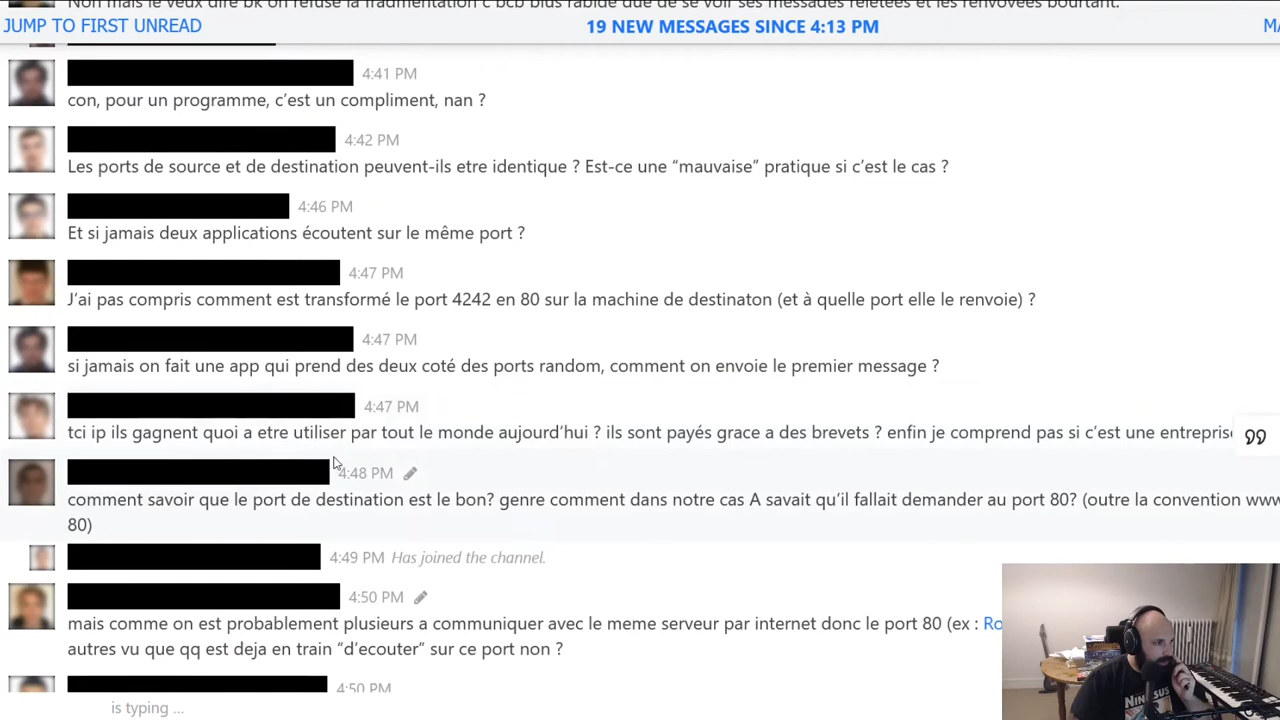 JUMP TO FIRST UNREAD
19 NEW MESSAGES SINCE 4:13 PM
4:41 PM
con, pour un programme, c’est un compliment, nan ?
4:42 PM
Les ports de source et de destination peuvent-ils etre identique ? Est-ce une “mauvaise” pratique si c’est le cas ?
4:46 PM
Et si jamais deux applications écoutent sur le même port ?
4:47 PM
J’ai pas compris comment est transformé le port 4242 en 80 sur la machine de destinaton (et à quelle port elle le renvoie) ?
4:47 PM
si jamais on fait une app qui prend des deux coté des ports random, comment on envoie le premier message ?
4:47 PM
tci ip ils gagnent quoi a etre utiliser par tout le monde aujourd’hui ? ils sont payés grace a des brevets ? enfin je comprend pas si c’est une entreprise
4:48 PM
comment savoir que le port de destination est le bon? genre comment dans notre cas A savait qu’il fallait demander au port 80? (outre la convention www
80)
4:49 PM Has joined the channel.
4:50 PM
mais comme on est probablement plusieurs a communiquer avec le meme serveur par internet donc le port 80 (ex : Ro
autres vu que qq est deja en train “d’ecouter” sur ce port non ?
4:50 PM
is typing ...